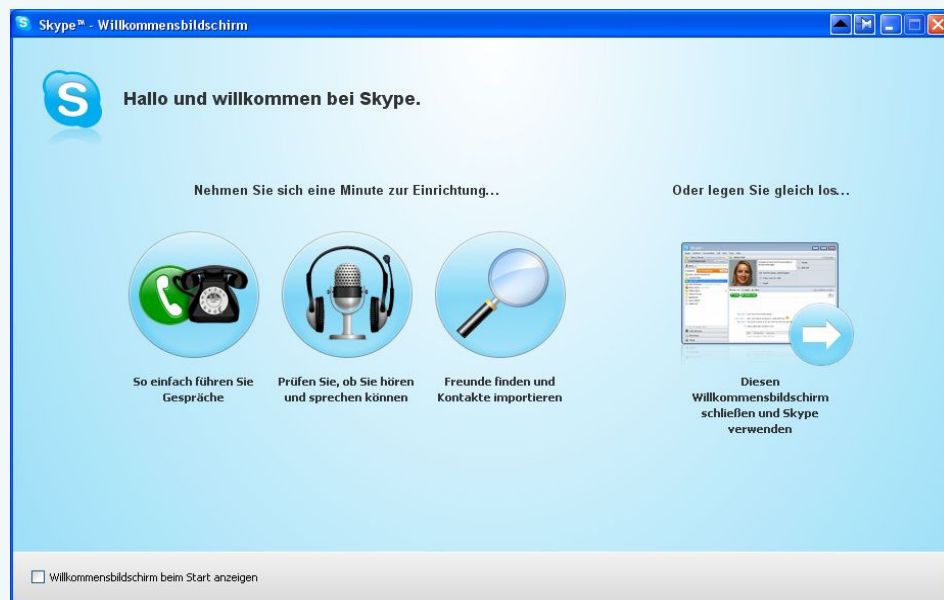 Skype™ - Willkommensbildschirm
Hallo und willkommen bei Skype.
Nehmen Sie sich eine Minute zur Einrichtung...
Oder legen Sie gleich los...
So einfach führen Sie
Gespräche
Prüfen Sie, ob Sie hören
und sprechen können
Freunde finden und
Kontakte importieren
Diesen
Willkommensbildschirm
schließen und Skype
verwenden
Willkommensbildschirm beim Start anzeigen